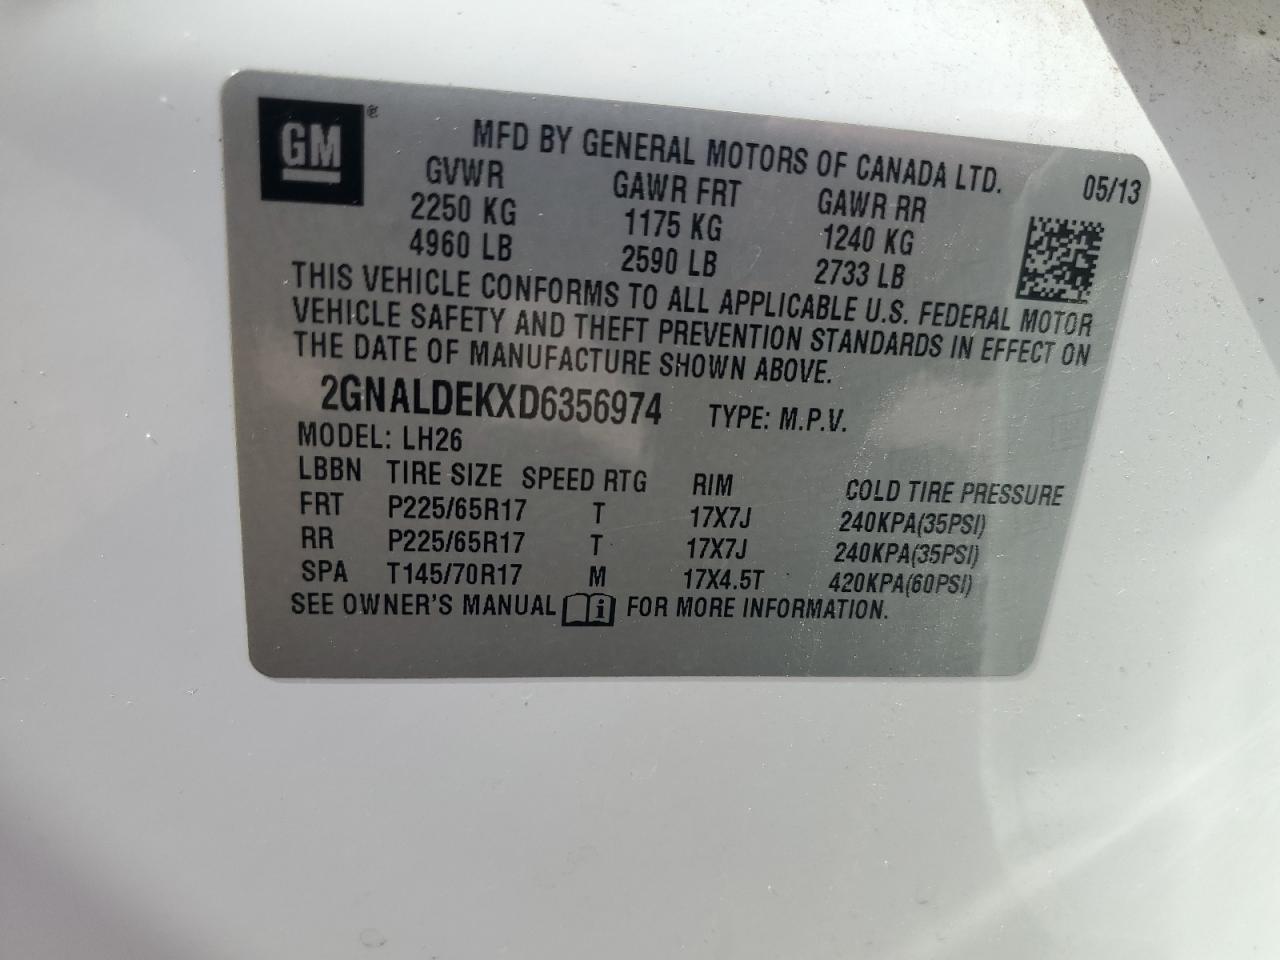 GM ®
MFD BY GENERAL MOTORS OF CANADA LTD. 05/13
GVWR GAWR FRT GAWR RR
2250 KG 1175 KG 1240 KG
4960 LB 2590 LB 2733 LB
THIS VEHICLE CONFORMS TO ALL APPLICABLE U.S. FEDERAL MOTOR
VEHICLE SAFETY AND THEFT PREVENTION STANDARDS IN EFFECT ON
THE DATE OF MANUFACTURE SHOWN ABOVE.
2GNALDEKXD6356974 TYPE: M.P.V.
MODEL: LH26
LBBN TIRE SIZE SPEED RTG RIM COLD TIRE PRESSURE
FRT P225/65R17 T 17X7J 240KPA(35PSI)
RR P225/65R17 T 17X7J 240KPA(35PSI)
SPA T145/70R17 M 17X4.5T 420KPA(60PSI)
SEE OWNER'S MANUAL i FOR MORE INFORMATION.